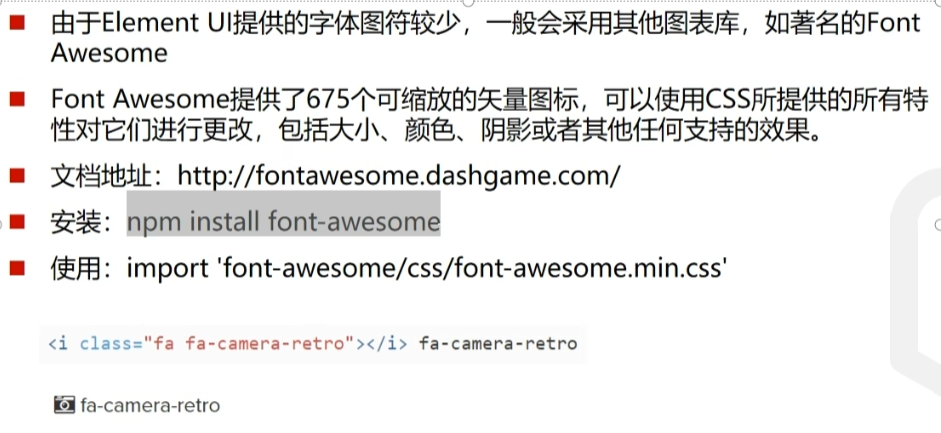 由于Element UI提供的字体图符较少，一般会采用其他图表库，如著名的Font
Awesome
Font Awesome提供了675个可缩放的矢量图标，可以使用CSS所提供的所有特
性对它们进行更改，包括大小、颜色、阴影或者其他任何支持的效果。
文档地址：http://fontawesome.dashgame.com/
安装：npm install font-awesome
使用：import 'font-awesome/css/font-awesome.min.css'
<i class="fa fa-camera-retro"></i> fa-camera-retro
fa-camera-retro